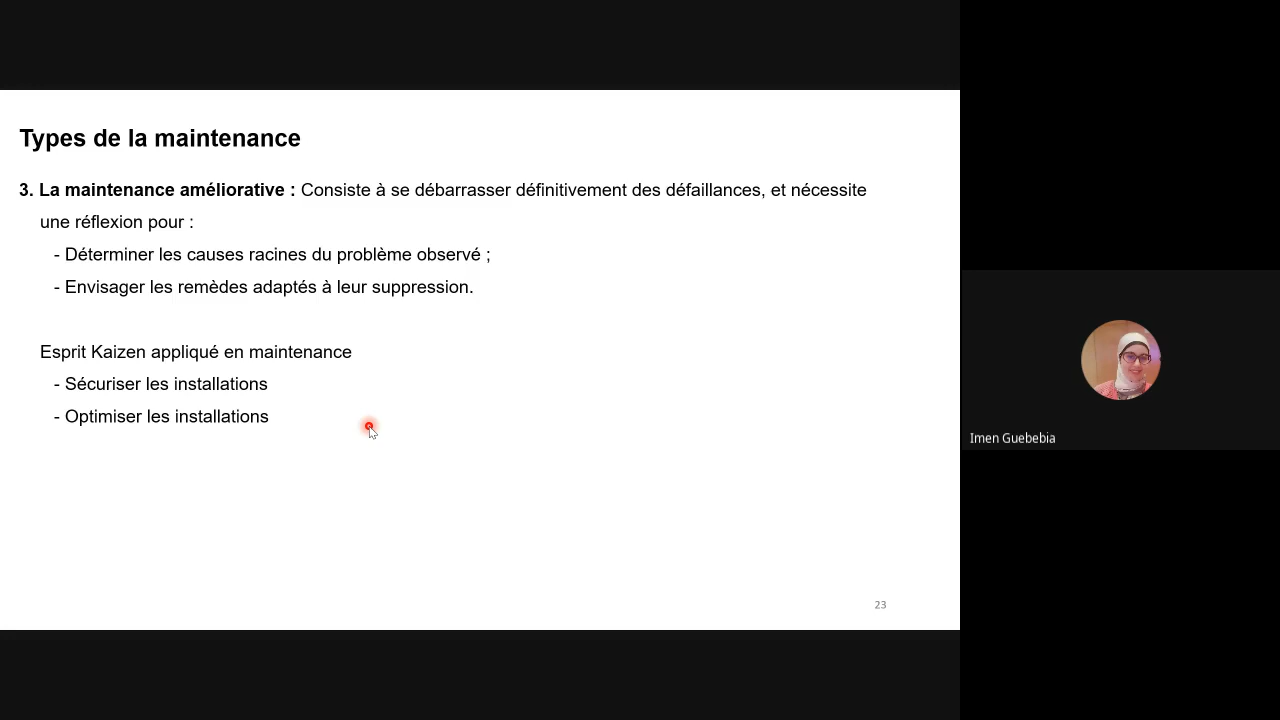 Types de la maintenance
3. La maintenance améliorative : Consiste à se débarrasser définitivement des défaillances, et nécessite
une réflexion pour :
- Déterminer les causes racines du problème observé ;
- Envisager les remèdes adaptés à leur suppression.
Esprit Kaizen appliqué en maintenance
- Sécuriser les installations
- Optimiser les installations
23
Imen Guebebia